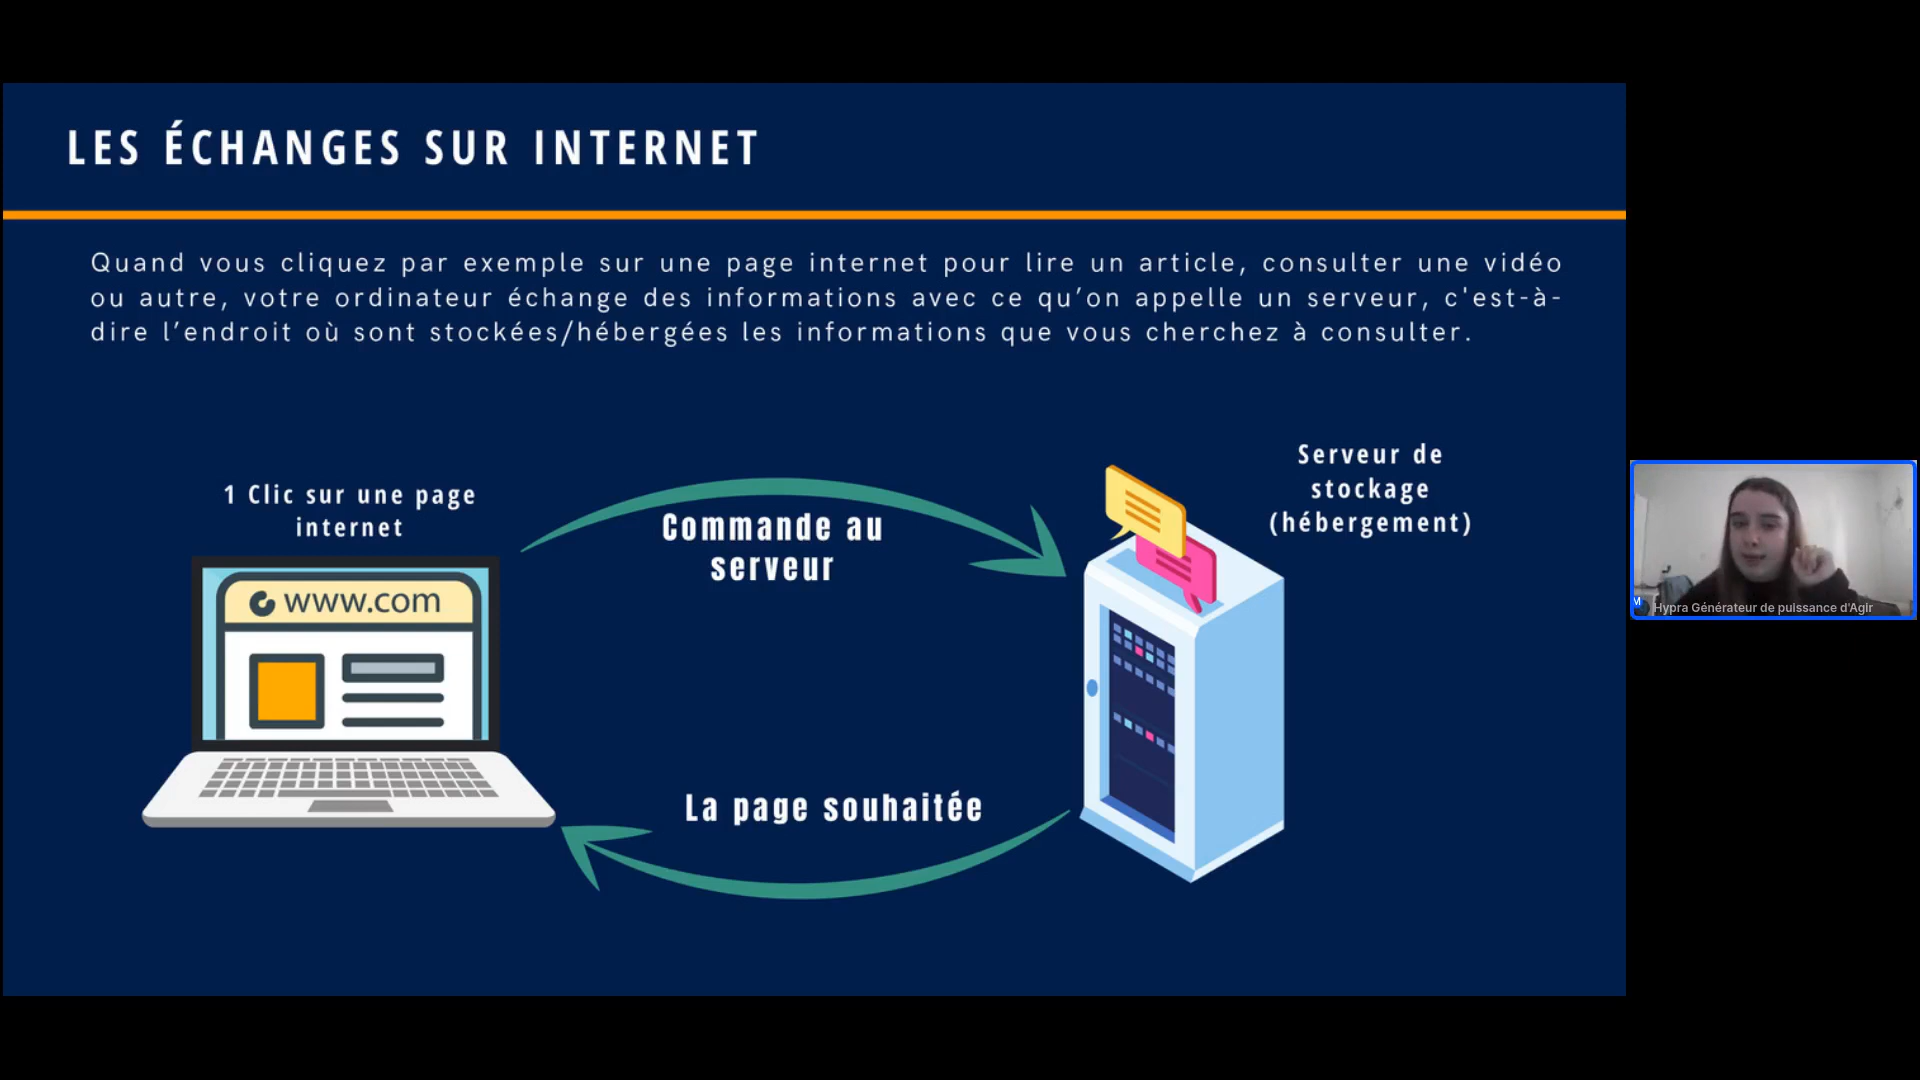 LES ÉCHANGES SUR INTERNET
Quand vous cliquez par exemple sur une page internet pour lire un article, consulter une vidéo
ou autre, votre ordinateur échange des informations avec ce qu’on appelle un serveur, c'est-à-
dire l’endroit où sont stockées/hébergées les informations que vous cherchez à consulter.
1 Clic sur une page
internet
Commande au
serveur
Serveur de
stockage
(hébergement)
www.com
La page souhaitée
M
Hypra Générateur de puissance d'Agir